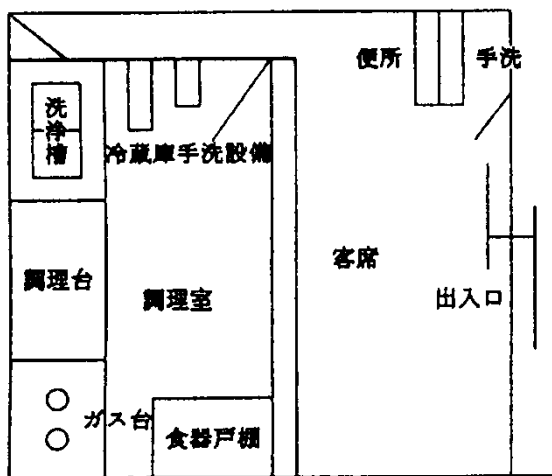 便所
手洗
洗浄槽
冷蔵庫手洗設備
客席
調理台
調理室
出入口
ガス台
食器戸棚